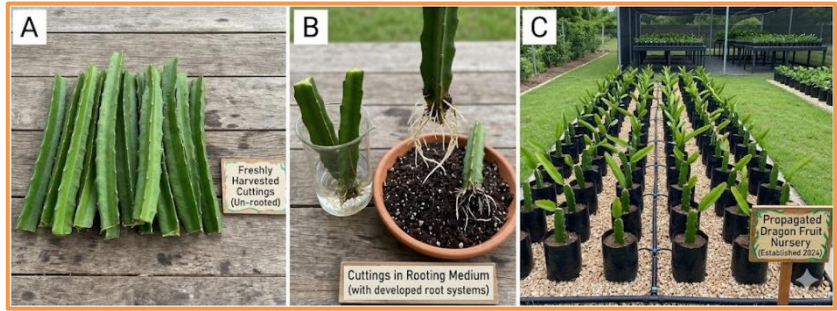 A
Freshly
Harvested
Cuttings
(Un-rooted)
B
Cuttings in Rooting Medium
(with developed root systems)
C
Propagated
Dragon Fruit
Nursery
(Established 2024)